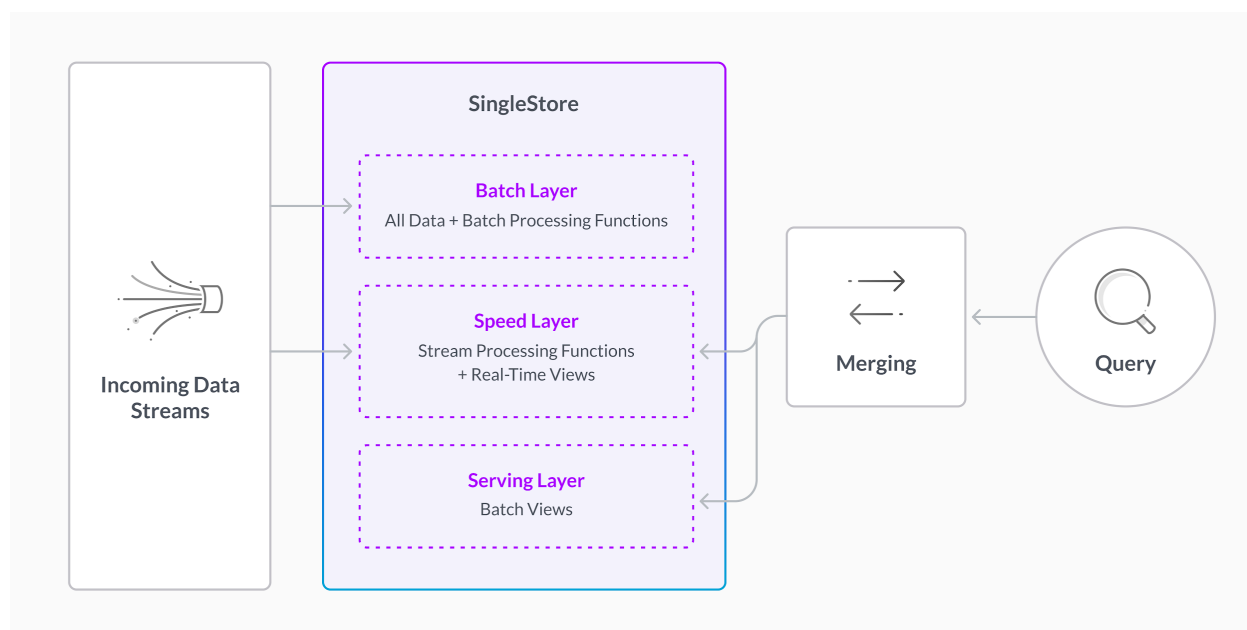 SingleStore
Batch Layer
All Data + Batch Processing Functions
Speed Layer
Stream Processing Functions
+ Real-Time Views
Serving Layer
Batch Views
Incoming Data
Streams
Merging
Query